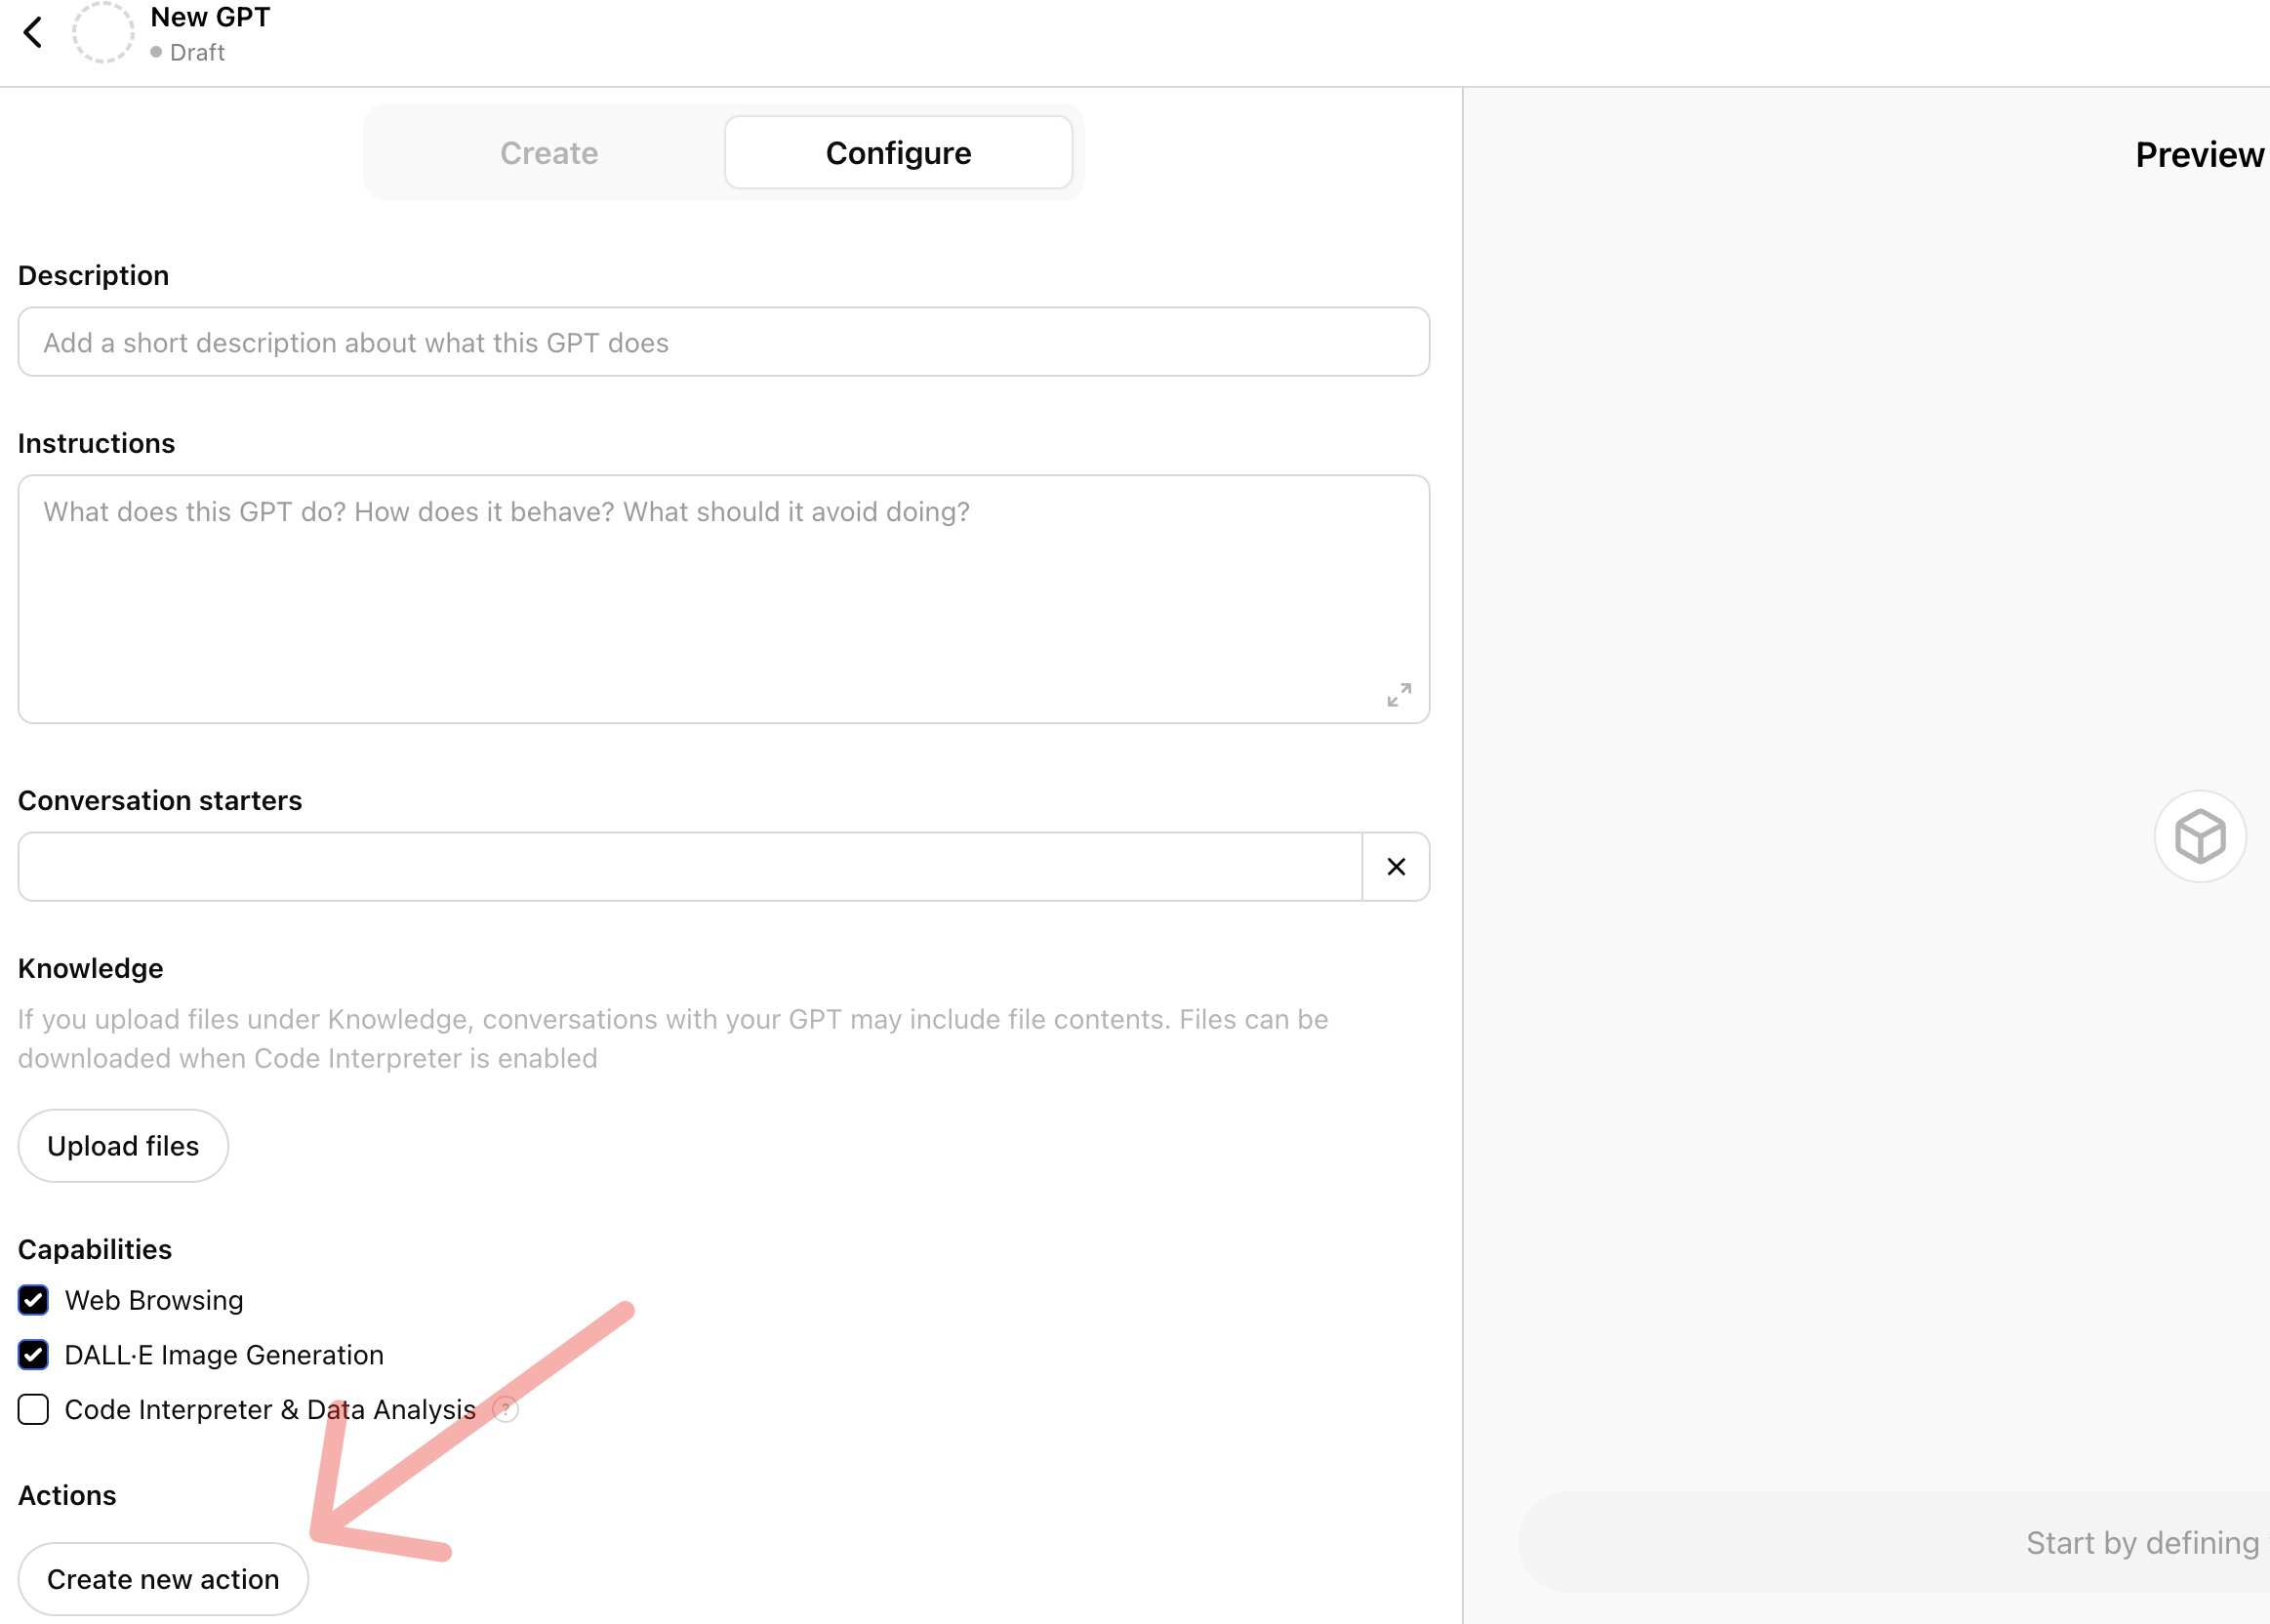 New GPT
Draft
Create
Configure
Preview
Description
Add a short description about what this GPT does
Instructions
What does this GPT do? How does it behave? What should it avoid doing?
Conversation starters
Knowledge
If you upload files under Knowledge, conversations with your GPT may include file contents. Files can be
downloaded when Code Interpreter is enabled
Upload files
Capabilities
Web Browsing
DALL·E Image Generation
Code Interpreter & Data Analysis ?
Actions
Start by defining
Create new action